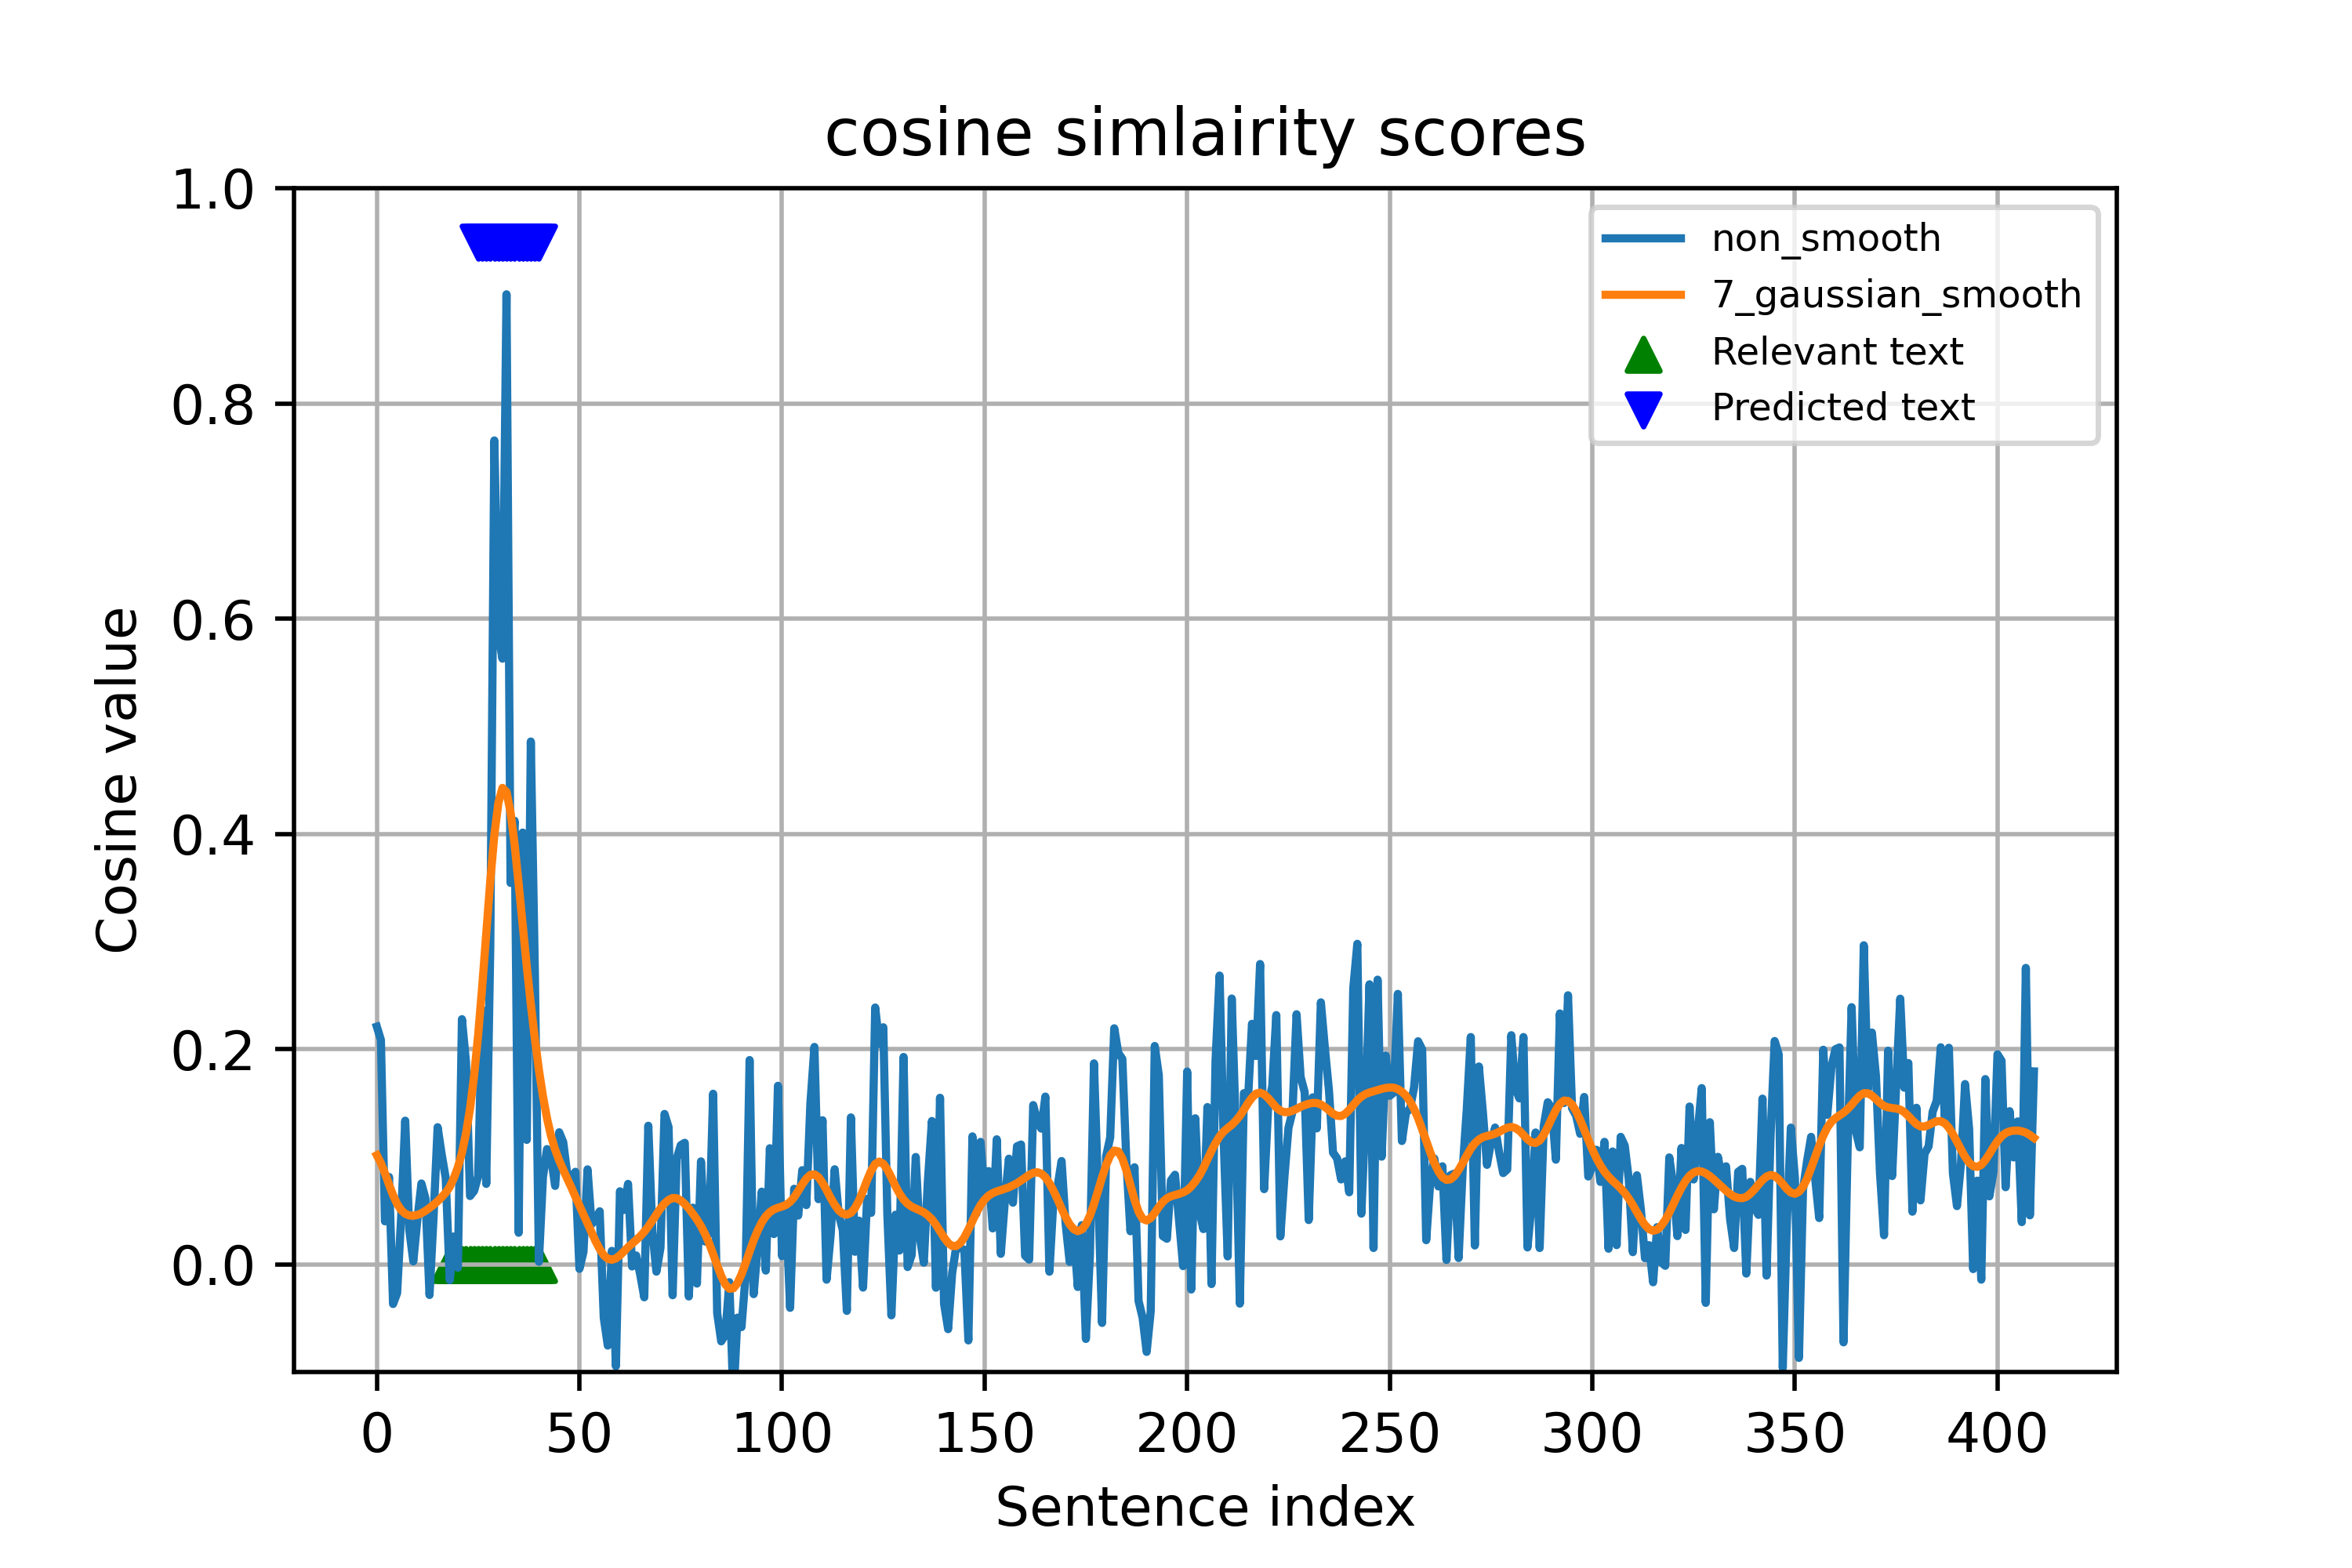 cosine simlairity scores
1.0
0.8
0.6
0.4
0.2
0.0
Cosine value
non_smooth
7_gaussian_smooth
Relevant text
Predicted text
0 50 100 150 200 250 300 350 400
Sentence index